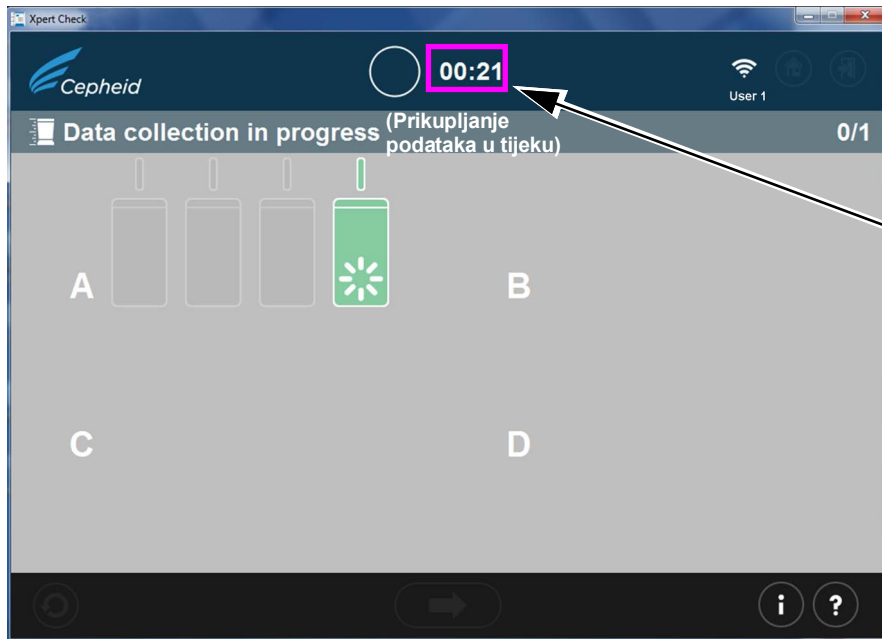 Xpert Check
Cepheid
00:21
User 1
Data collection in progress
(Prikupljanje
podataka u tijeku)
0/1
A
B
C
D
i
?